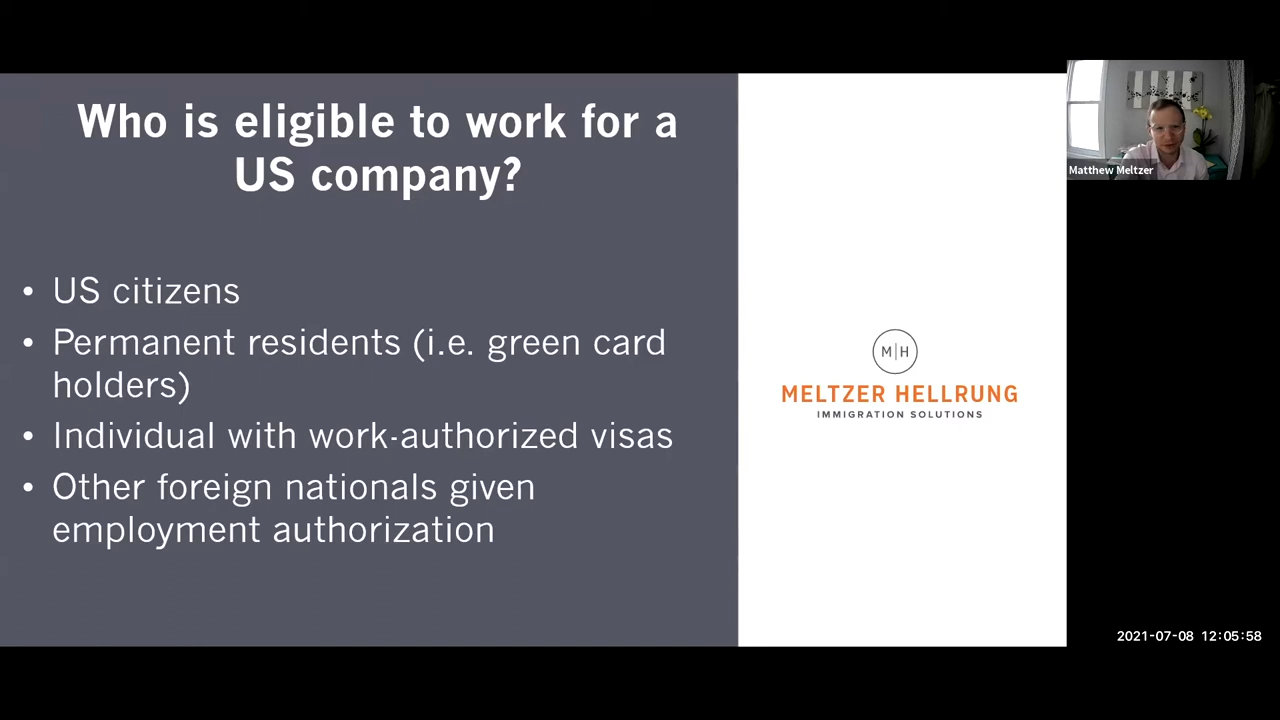 Who is eligible to work for a
US company?
• US citizens
• Permanent residents (i.e. green card
holders)
• Individual with work-authorized visas
• Other foreign nationals given
employment authorization
M|H
MELTZER HELLRUNG
IMMIGRATION SOLUTIONS
Matthew Meltzer
2021-07-08 12:05:58